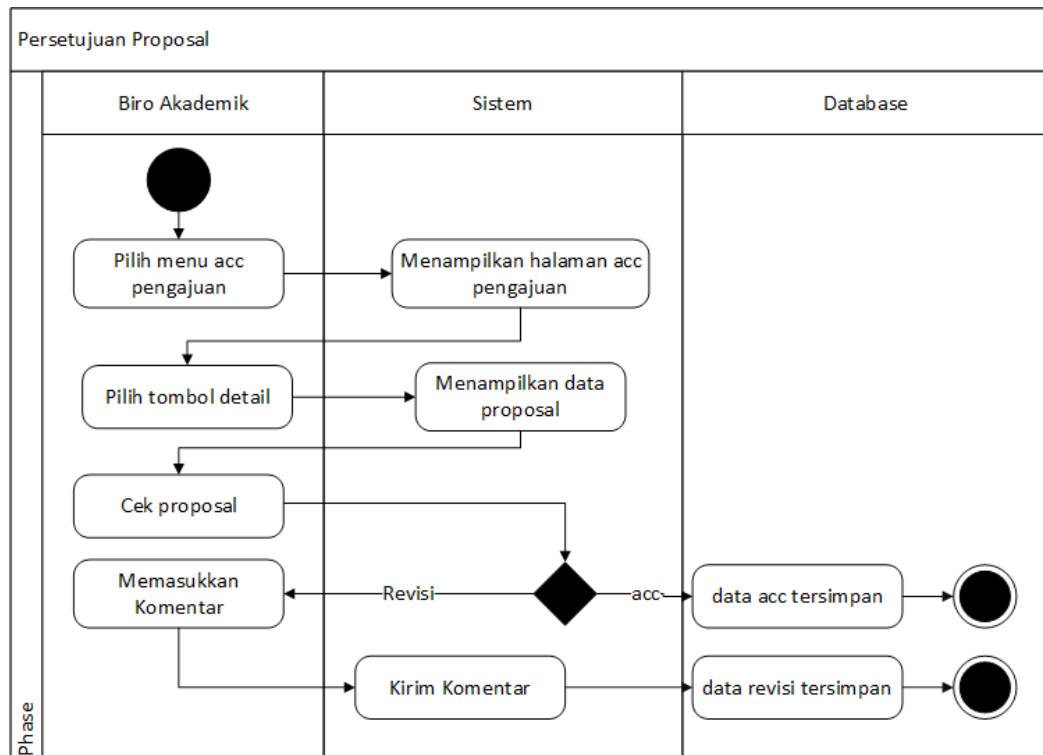 Persetujuan Proposal
Biro Akademik
Sistem
Database
Pilih menu acc
pengajuan
Menampilkan halaman acc
pengajuan
Pilih tombol detail
Menampilkan data
proposal
Cek proposal
Memasukkan
Komentar
Revisi
acc
data acc tersimpan
Kirim Komentar
data revisi tersimpan
Phase